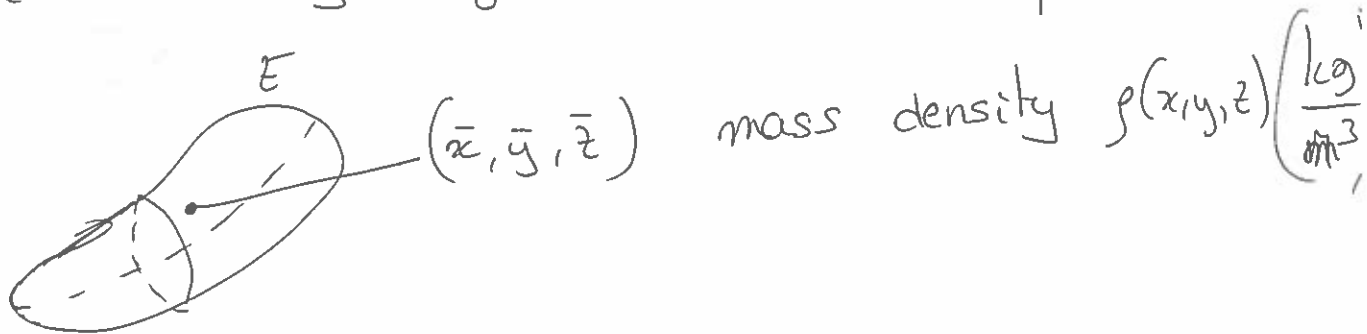 E
(x̄, ȳ, z̄) mass density ρ(x,y,z) (kg/m³